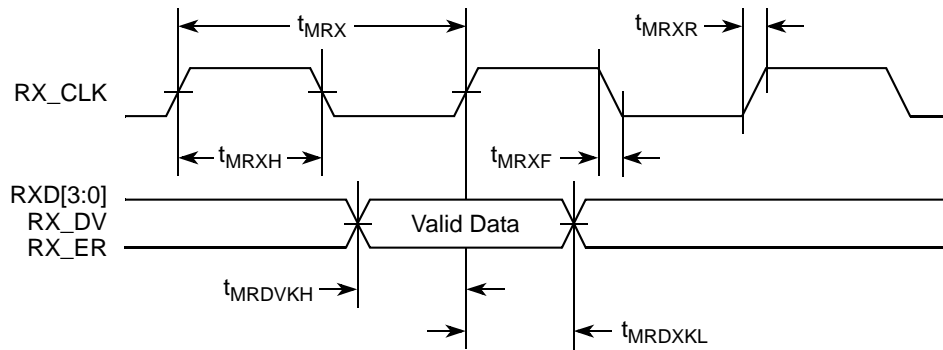 tMRX
tMRXR
RX_CLK
tMRXH
tMRXF
RXD[3:0]
RX_DV
RX_ER
Valid Data
tMRDVKH
tMRDXKL